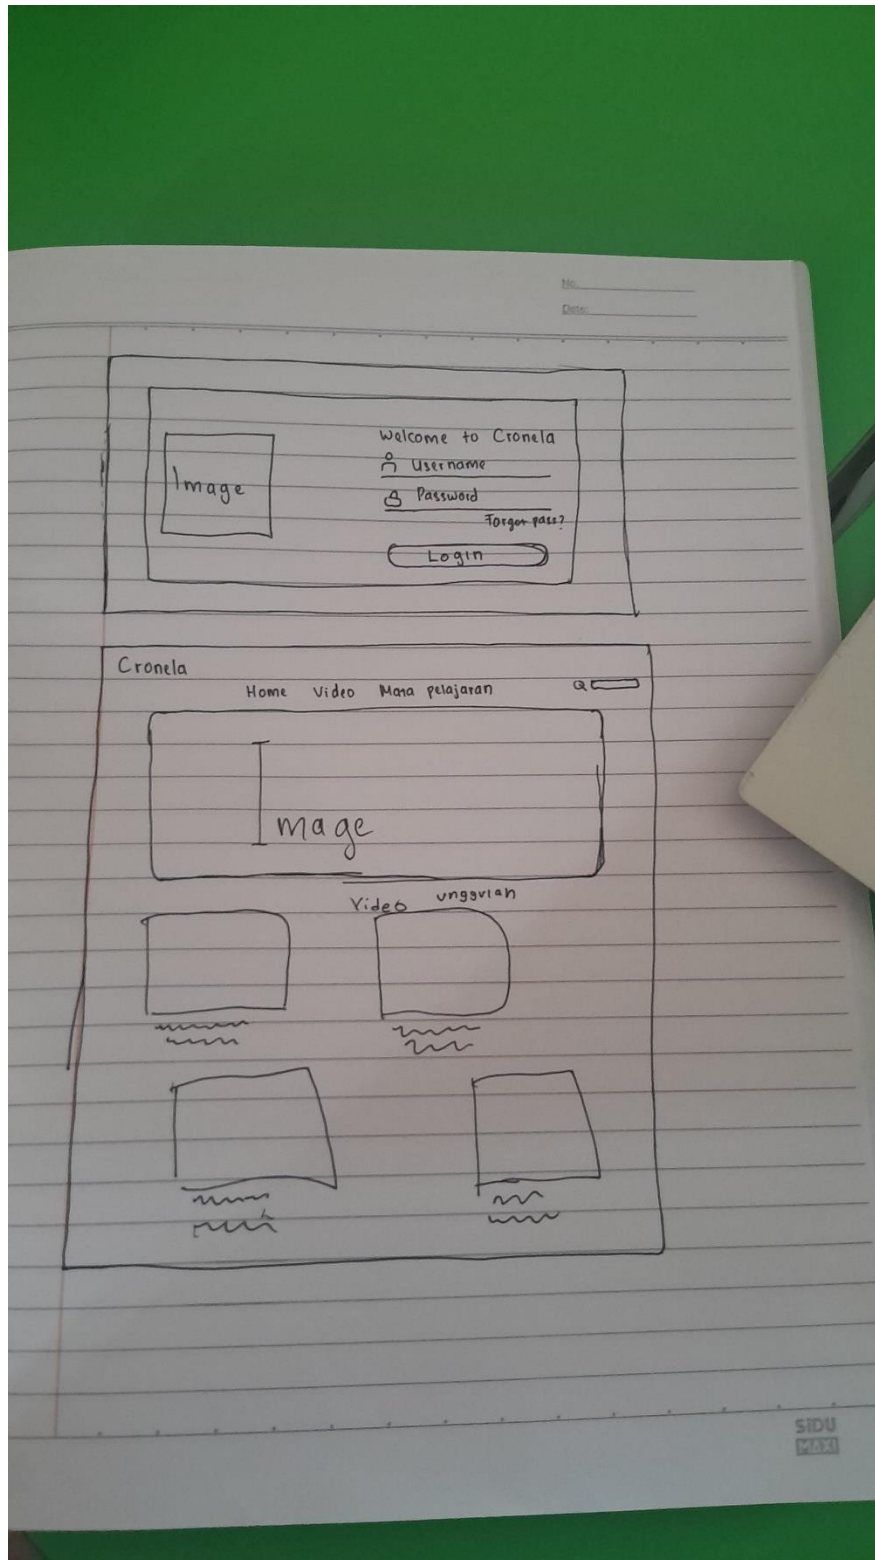 No.
Date:
Welcome to Cronela
Image
Username
Password
Forgot pass?
Login
Cronela
Home Video Mata pelajaran
Image
Video unggulan
SiDU
MAXI